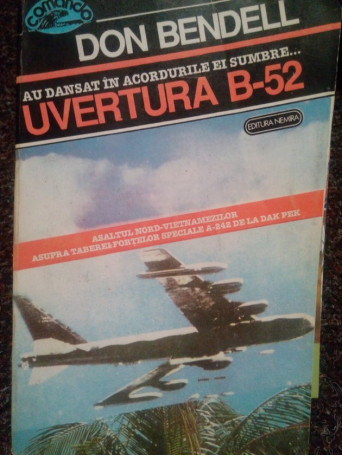 comando
DON BENDELL
AU DANSAT ÎN ACORDURILE EI SUMBRE...
UVERTURA B-52
EDITURA NEMIRA
ASALTUL NORD-VIETNAMEZILOR
ASUPRA TABEREI FORȚELOR SPECIALE A-242 DE LA DAK PEK